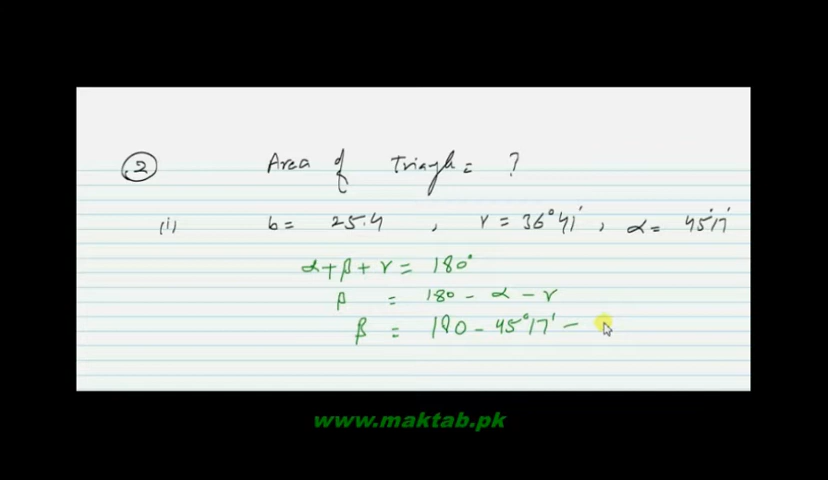 2 Area of Triangle = ?
(i) b = 25.4 , γ = 36°41' , α = 45°17'
α + β + γ = 180°
β = 180 - α - γ
β = 180 - 45°17' -
www.maktab.pk